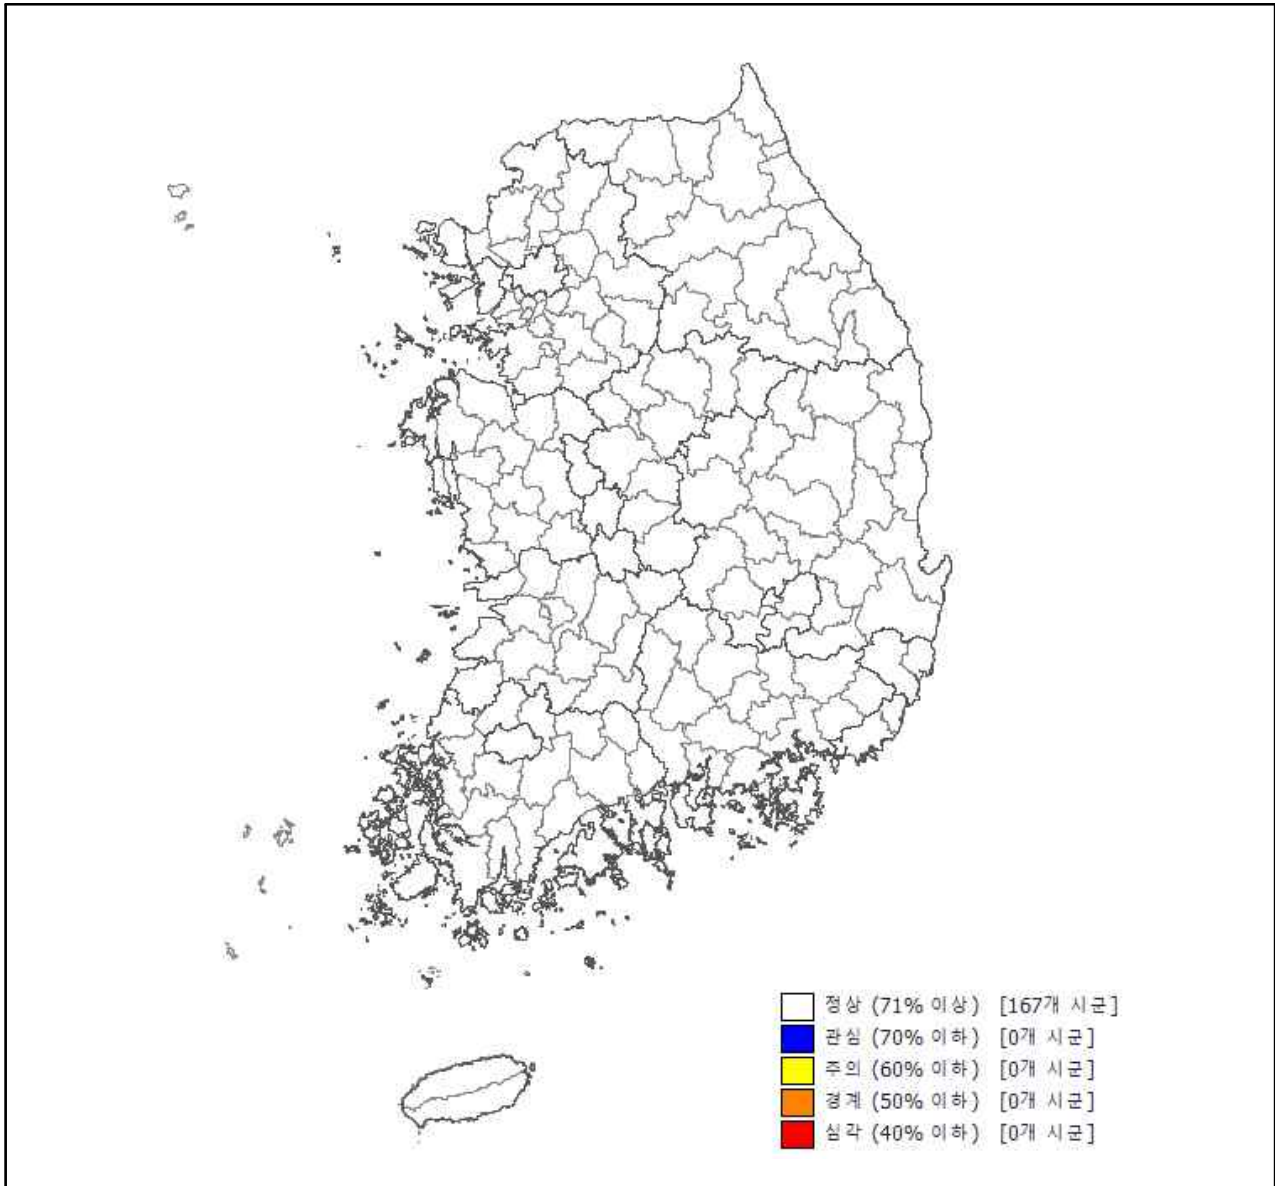 정상 (71% 이상) [167개 시군]
관심 (70% 이하) [0개 시군]
주의 (60% 이하) [0개 시군]
경계 (50% 이하) [0개 시군]
심각 (40% 이하) [0개 시군]